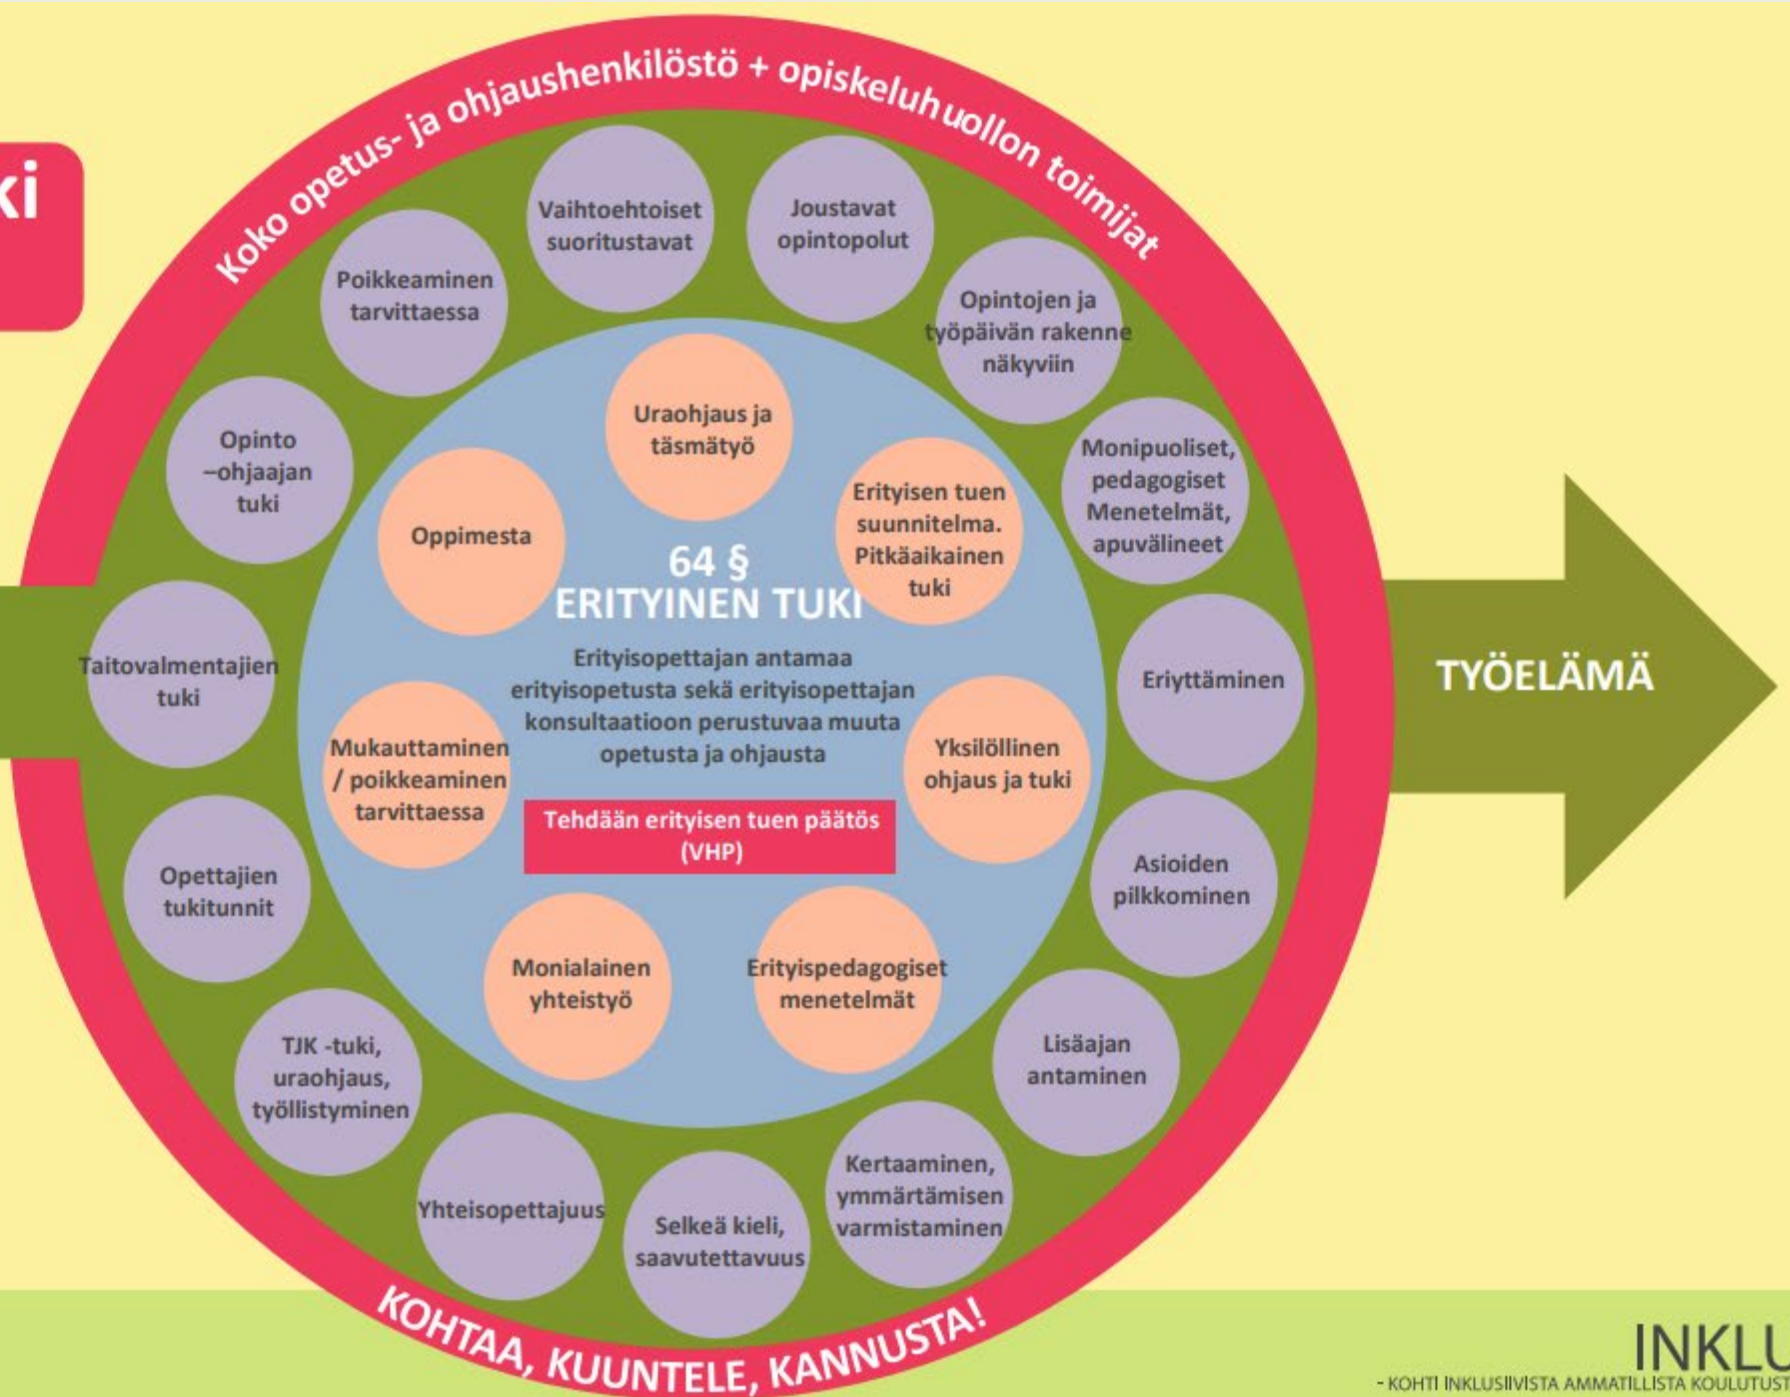 Koko opetus- ja ohjaushenkilöstö + opiskeluhuollon toimijat
ki
Vaihtoehtoiset
suoritustavat
Joustavat
opintopolut
Poikkeaminen
tarvittaessa
Opintojen ja
työpäivän rakenne
näkyviin
Opinto
–ohjaajan
tuki
Monipuoliset,
pedagogiset
Menetelmät,
apuvälineet
Taitovalmentajien
tuki
Eriyttäminen
Opettajien
tukitunnit
Asioiden
pilkkominen
TJK -tuki,
uraohjaus,
työllistyminen
Lisäajan
antaminen
Yhteisopettajuus
Selkeä kieli,
saavutettavuus
Kertaaminen,
ymmärtämisen
varmistaminen
Uraohjaus ja
täsmätyö
Oppimesta
Erityisen tuen
suunnitelma.
Pitkäaikainen
tuki
64 §
ERITYINEN TUKI
Erityisopettajan antamaa
erityisopetusta sekä erityisopettajan
konsultaatioon perustuvaa muuta
opetusta ja ohjausta
Mukauttaminen
/ poikkeaminen
tarvittaessa
Yksilöllinen
ohjaus ja tuki
Tehdään erityisen tuen päätös
(VHP)
Monialainen
yhteistyö
Erityispedagogiset
menetelmät
TYÖELÄMÄ
KOHTAA, KUUNTELE, KANNUSTA!
INKLU
- KOHTI INKLUSIIVISTA AMMATILLISTA KOULUTUST